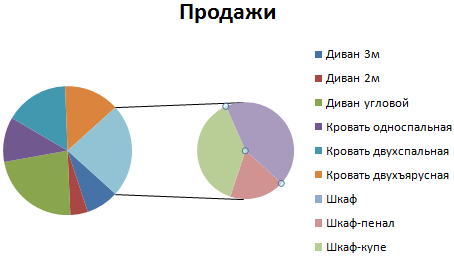 Продажи
Диван 3м
Диван 2м
Диван угловой
Кровать односпальная
Кровать двухспальная
Кровать двухъярусная
Шкаф
Шкаф-пенал
Шкаф-купе